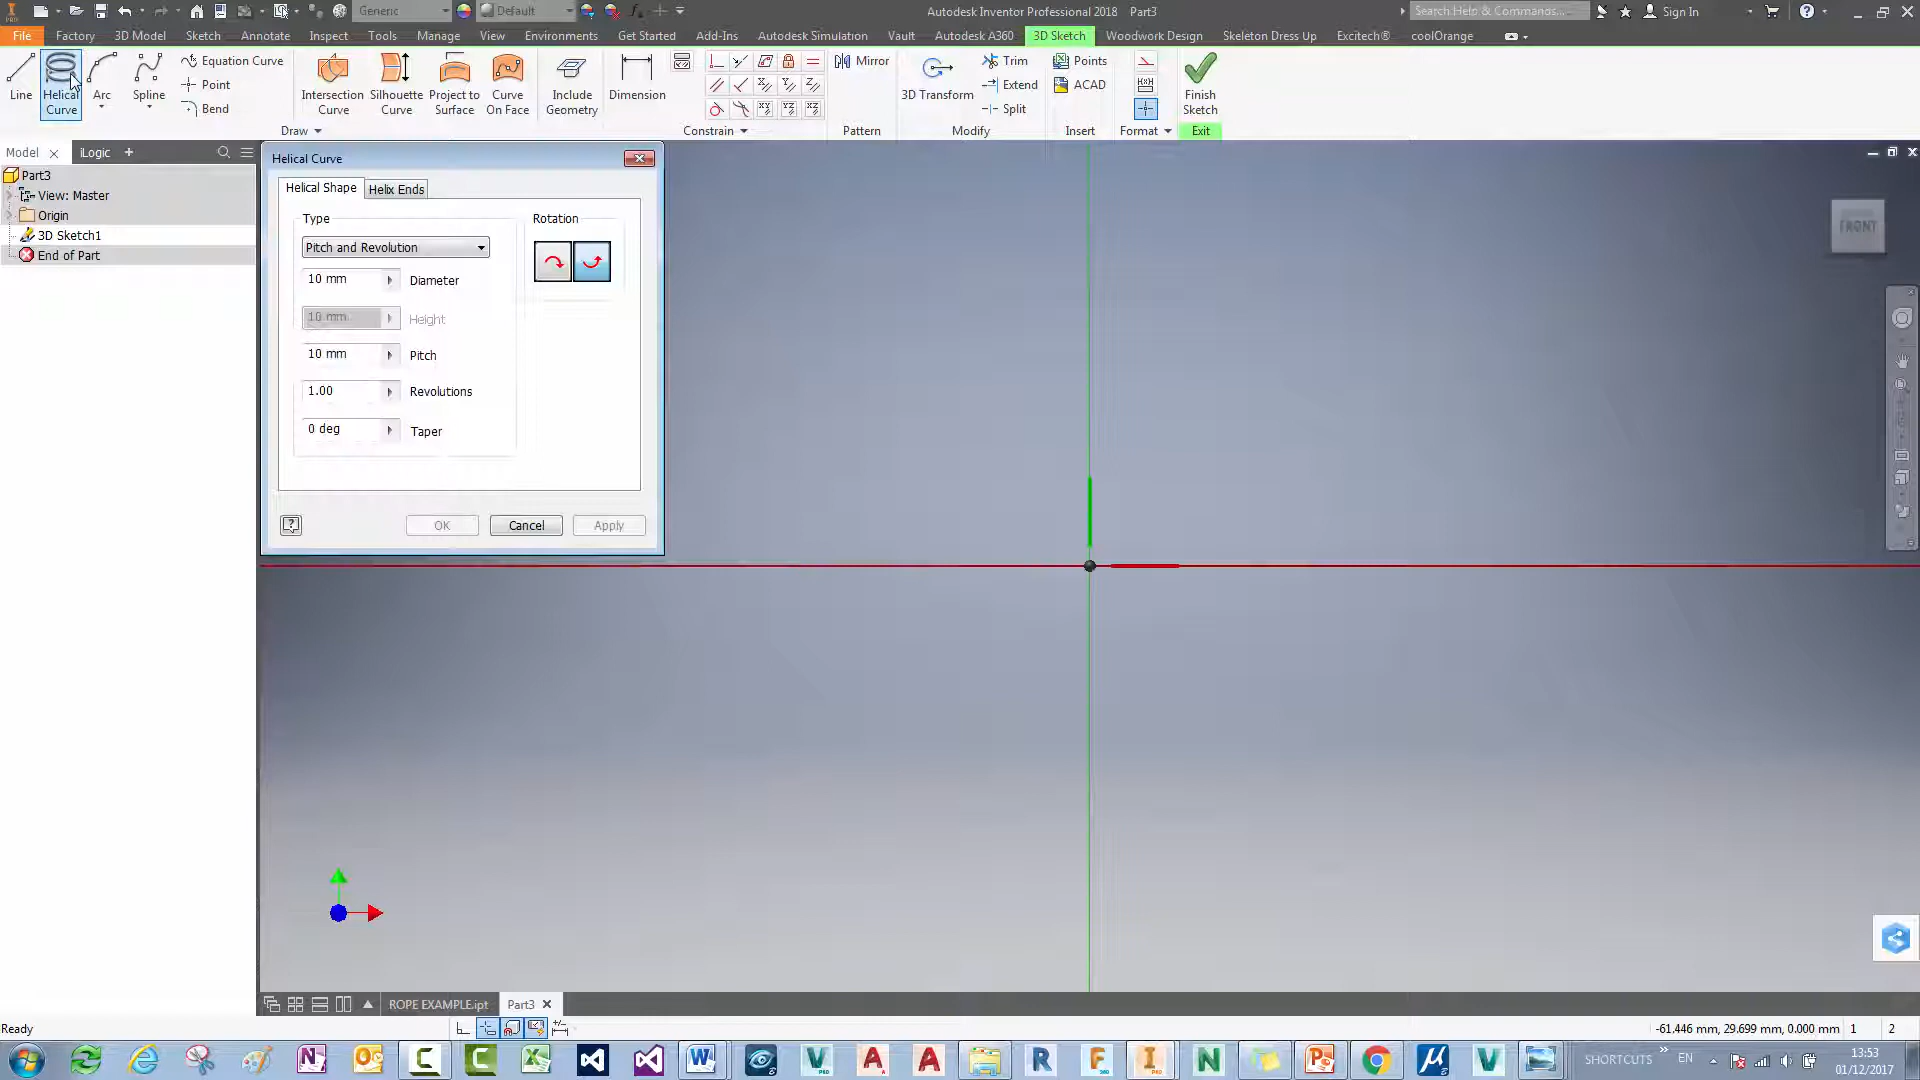 Generic
Default
Autodesk Inventor Professional 2018 Part3
Search Help & Commands...
Sign In
File Factory 3D Model Sketch Annotate Inspect Tools Manage View Environments Get Started Add-Ins Autodesk Simulation Vault Autodesk A360 3D Sketch Woodwork Design Skeleton Dress Up Excitech® coolOrange
Line
Helical Curve
Arc
Spline
Equation Curve
Point
Bend
Intersection Curve
Silhouette Curve
Project to Surface
Curve On Face
Include Geometry
Dimension
Mirror
3D Transform
Trim
Extend
Split
Points
ACAD
Finish Sketch
Draw
Constrain
Pattern
Modify
Insert
Format
Exit
Model
iLogic
Part3
View: Master
Origin
3D Sketch1
End of Part
Helical Curve
Helical Shape
Helix Ends
Type
Rotation
Pitch and Revolution
10 mm Diameter
10 mm Height
10 mm Pitch
1.00 Revolutions
0 deg Taper
OK
Cancel
Apply
FRONT
ROPE EXAMPLE.ipt
Part3
Ready
-61.446 mm, 29.699 mm, 0.000 mm 1 2
SHORTCUTS
EN
13:53
01/12/2017